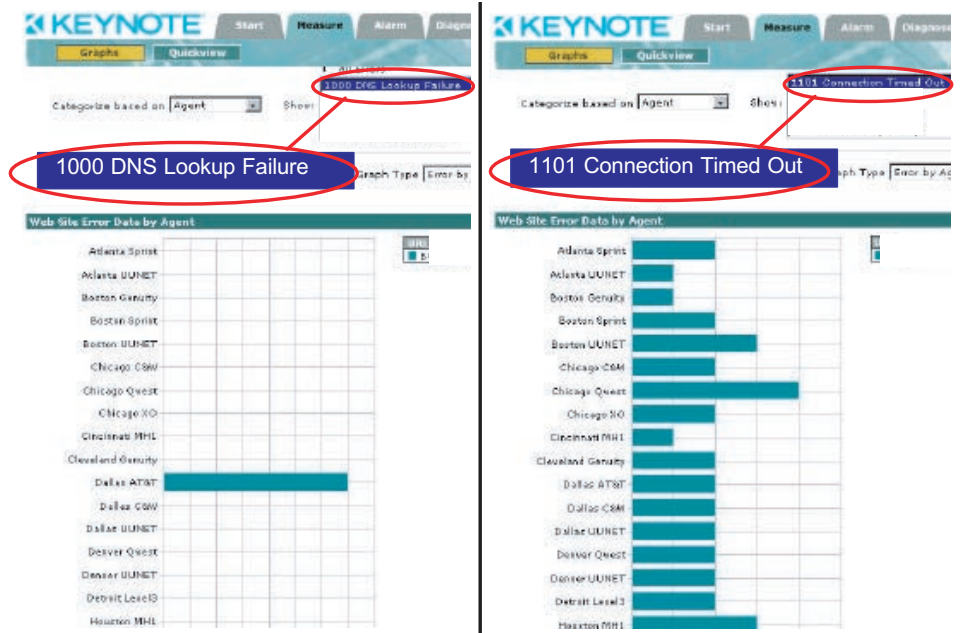 KEYNOTE
Start
Measure
Alarm
Diagnose
Graphs
Quickview
1000 DNS Lookup Failure
Categorize based on
Agent
Show:
1000 DNS Lookup Failure
Graph Type
Error by
Web Site Error Data by Agent
Atlanta Sprint
Atlanta UUNET
Boston Genuity
Boston Sprint
Boston UUNET
Chicago C&W
Chicago Qwest
Chicago XO
Cincinnati MH1
Cleveland Genuity
Dallas AT&T
Dallas C&W
Dallas UUNET
Denver Qwest
Denver UUNET
Detroit Level3
Houston MH1
KEYNOTE
Start
Measure
Alarm
Diagnose
Graphs
Quickview
1101 Connection Timed Out
Categorize based on
Agent
Show:
1101 Connection Timed Out
ph Type
Error by Ag
Web Site Error Data by Agent
Atlanta Sprint
Atlanta UUNET
Boston Genuity
Boston Sprint
Boston UUNET
Chicago C&W
Chicago Qwest
Chicago XO
Cincinnati MH1
Cleveland Genuity
Dallas AT&T
Dallas C&W
Dallas UUNET
Denver Qwest
Denver UUNET
Detroit Level3
Houston MH1